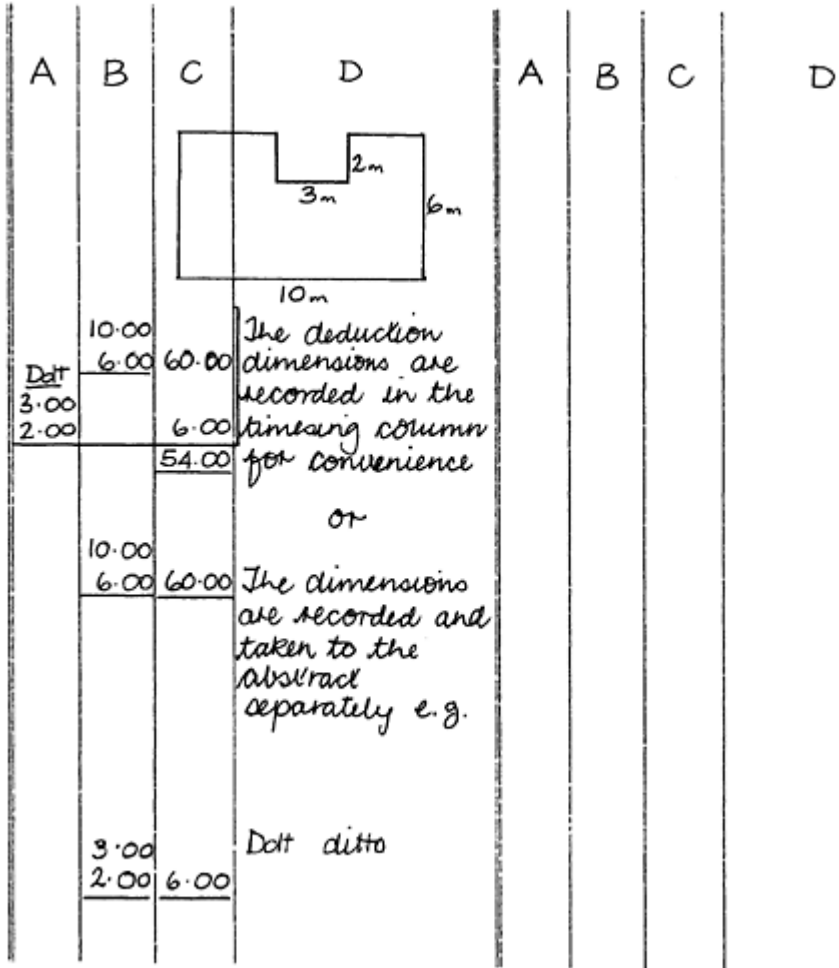 A B C D A B C D
2m
3m
6m
10m
10.00 The deduction
Ddt 6.00 60.00 dimensions are
3.00 recorded in the
2.00 6.00 timesing column
54.00 for convenience
or
10.00
6.00 60.00 The dimensions
are recorded and
taken to the
abstract
separately e.g.
3.00 Ddt ditto
2.00 6.00